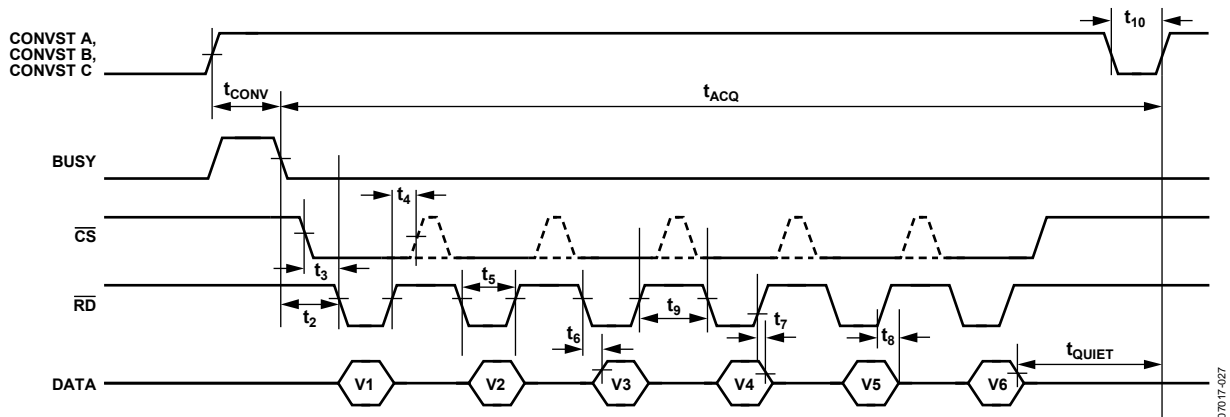 t10
CONVST A,
CONVST B,
CONVST C
tCONV
tACQ
BUSY
t4
CS
t3
t5
RD
t2
t6
t9
t7
t8
tQUIET
DATA
V1
V2
V3
V4
V5
V6
07017-027